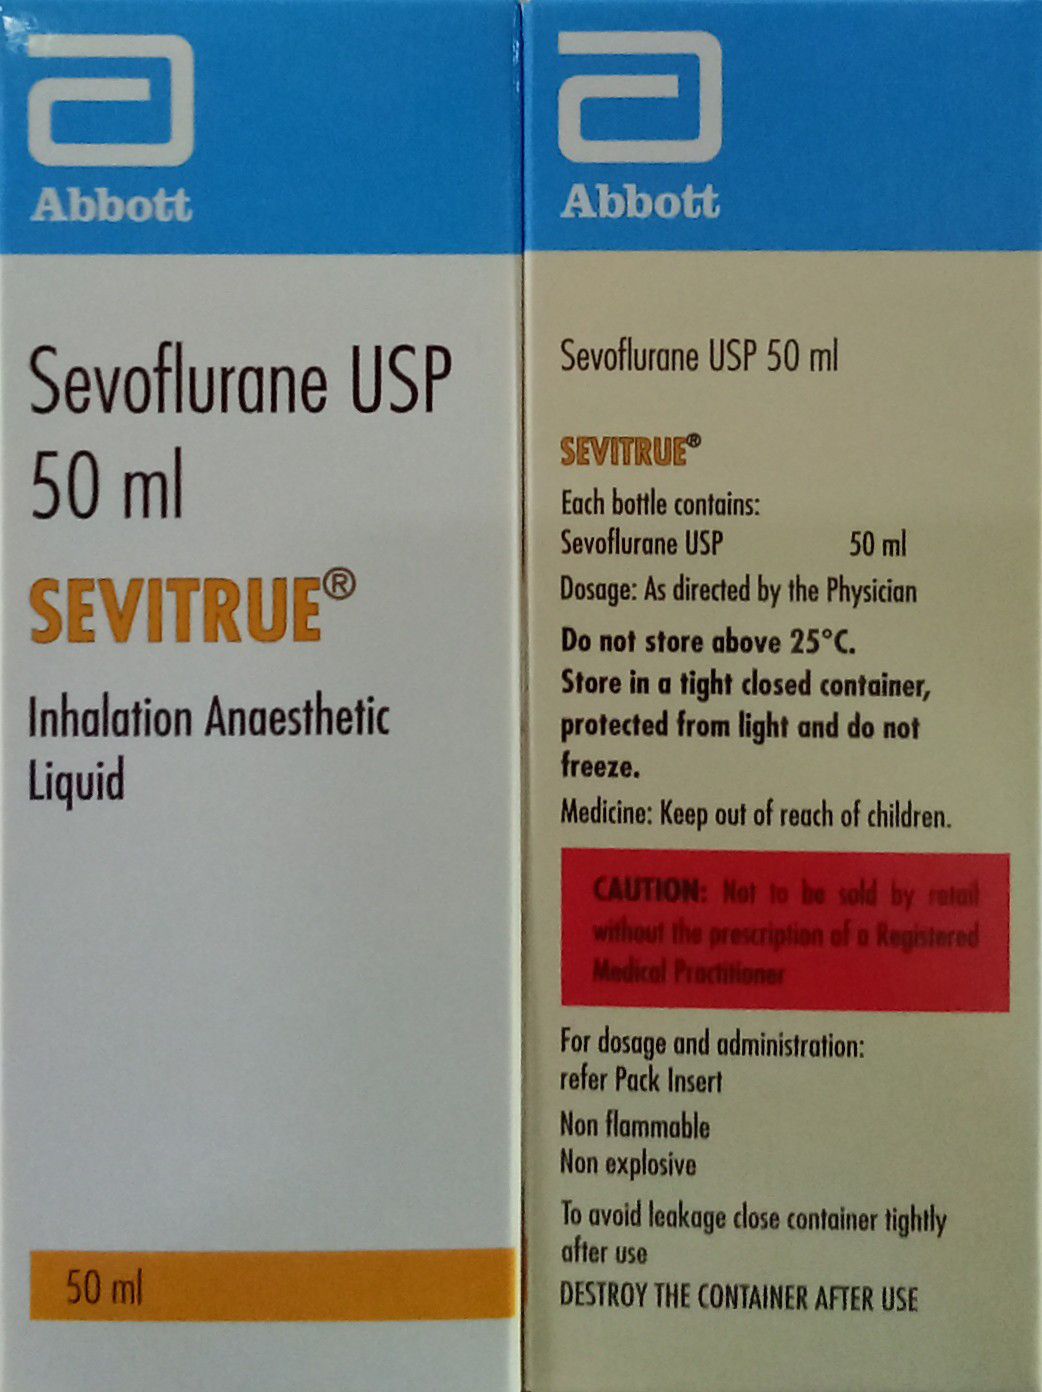 Abbott
Sevoflurane USP
50 ml
SEVITRUE®
Inhalation Anaesthetic
Liquid
50 ml
Abbott
Sevoflurane USP 50 ml
SEVITRUE®
Each bottle contains:
Sevoflurane USP 50 ml
Dosage: As directed by the Physician
Do not store above 25°C.
Store in a tight closed container,
protected from light and do not
freeze.
Medicine: Keep out of reach of children.
CAUTION: Not to be sold by retail
without the prescription of a Registered
Medical Practitioner
For dosage and administration:
refer Pack Insert
Non flammable
Non explosive
To avoid leakage close container tightly
after use
DESTROY THE CONTAINER AFTER USE